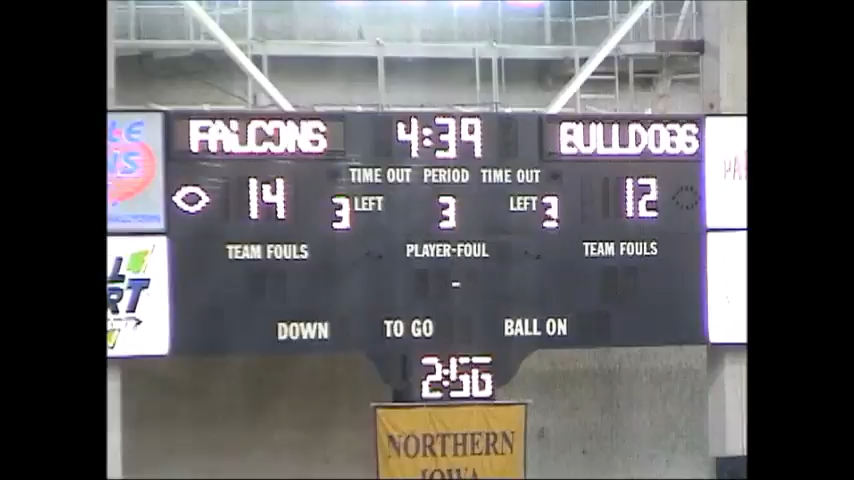 FALCONS 4:39 BULLDOGS
TIME OUT PERIOD TIME OUT
14 3 LEFT 3 LEFT 3 12
TEAM FOULS PLAYER-FOUL TEAM FOULS
-
DOWN TO GO BALL ON
2:56
NORTHERN
IOWA